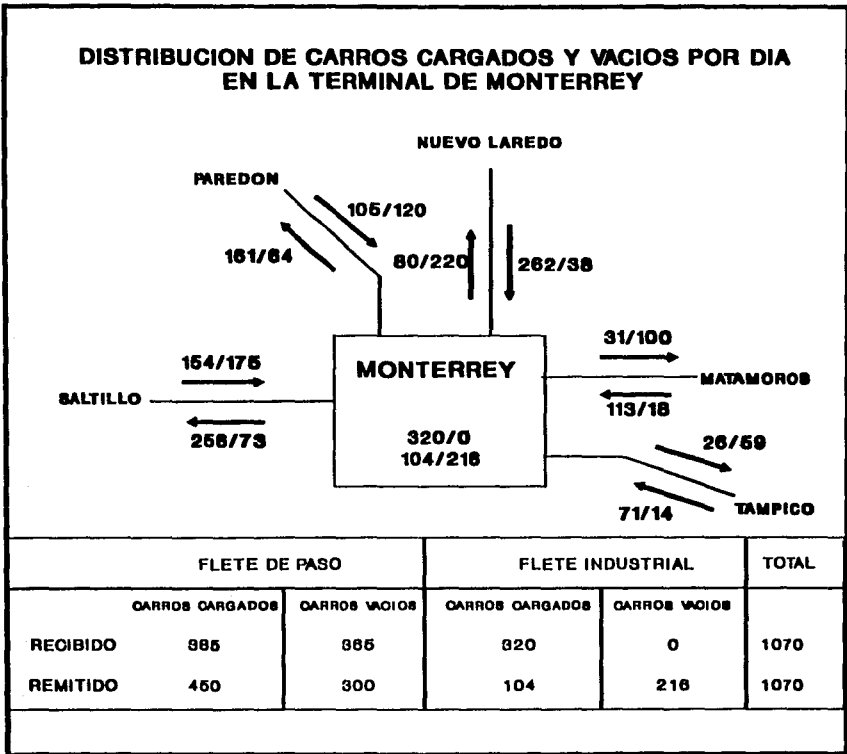 DISTRIBUCION DE CARROS CARGADOS Y VACIOS POR DIA
EN LA TERMINAL DE MONTERREY
NUEVO LAREDO
PAREDON
105/120
161/64
80/220
262/38
154/175
SALTILLO
256/73
MONTERREY
320/0
104/216
31/100
MATAMOROS
113/18
26/59
71/14
TAMPICO
FLETE DE PASO FLETE INDUSTRIAL TOTAL
CARROS CARGADOS CARROS VACIOS CARROS CARGADOS CARROS VACIOS
RECIBIDO 385 365 320 0 1070
REMITIDO 450 300 104 216 1070